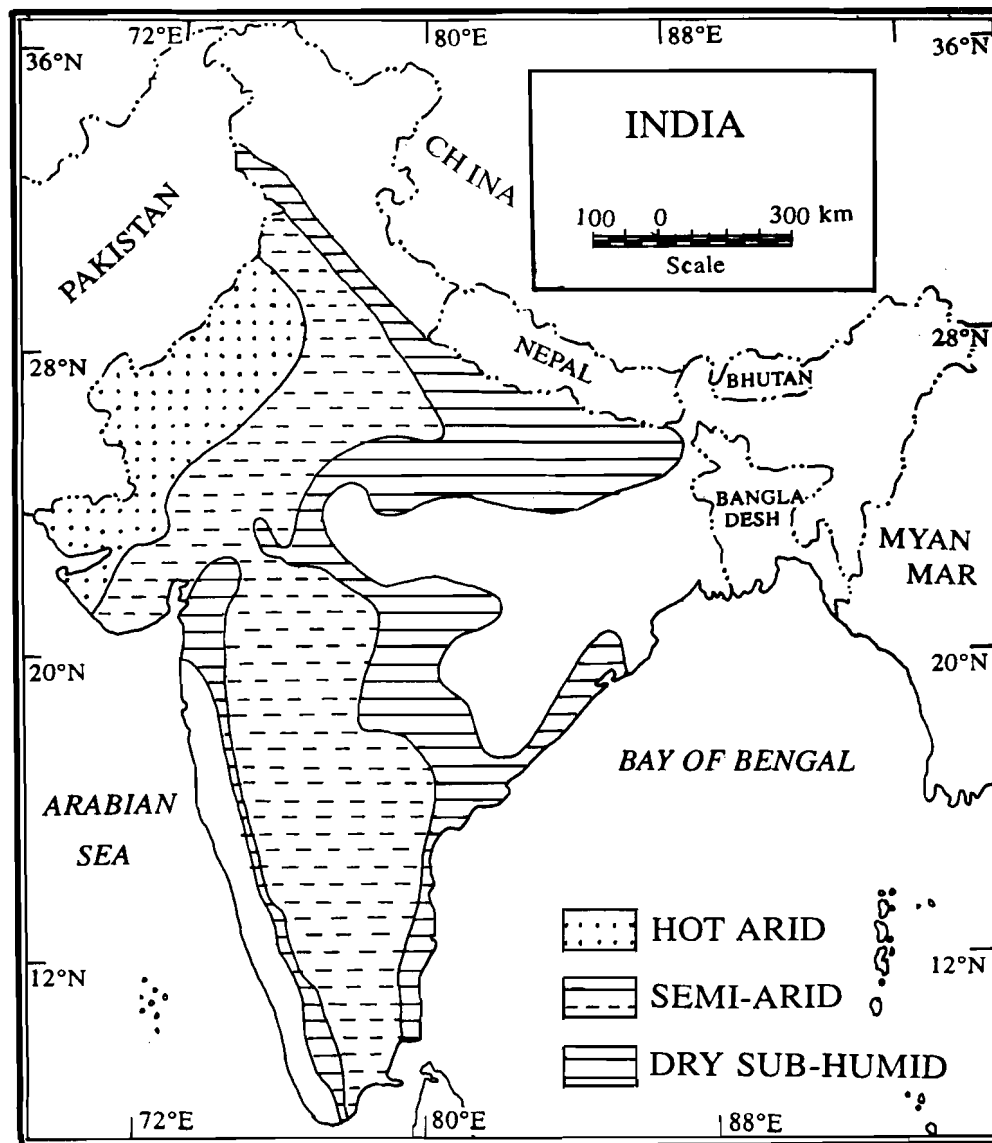 72°E 80°E 88°E
36°N 36°N
INDIA
CHINA
100 0 300 km
Scale
PAKISTAN
28°N 28°N
NEPAL
BHUTAN
BANGLA
DESH
MYAN
MAR
20°N 20°N
BAY OF BENGAL
ARABIAN
SEA
HOT ARID
12°N 12°N
SEMI-ARID
DRY SUB-HUMID
72°E 80°E 88°E